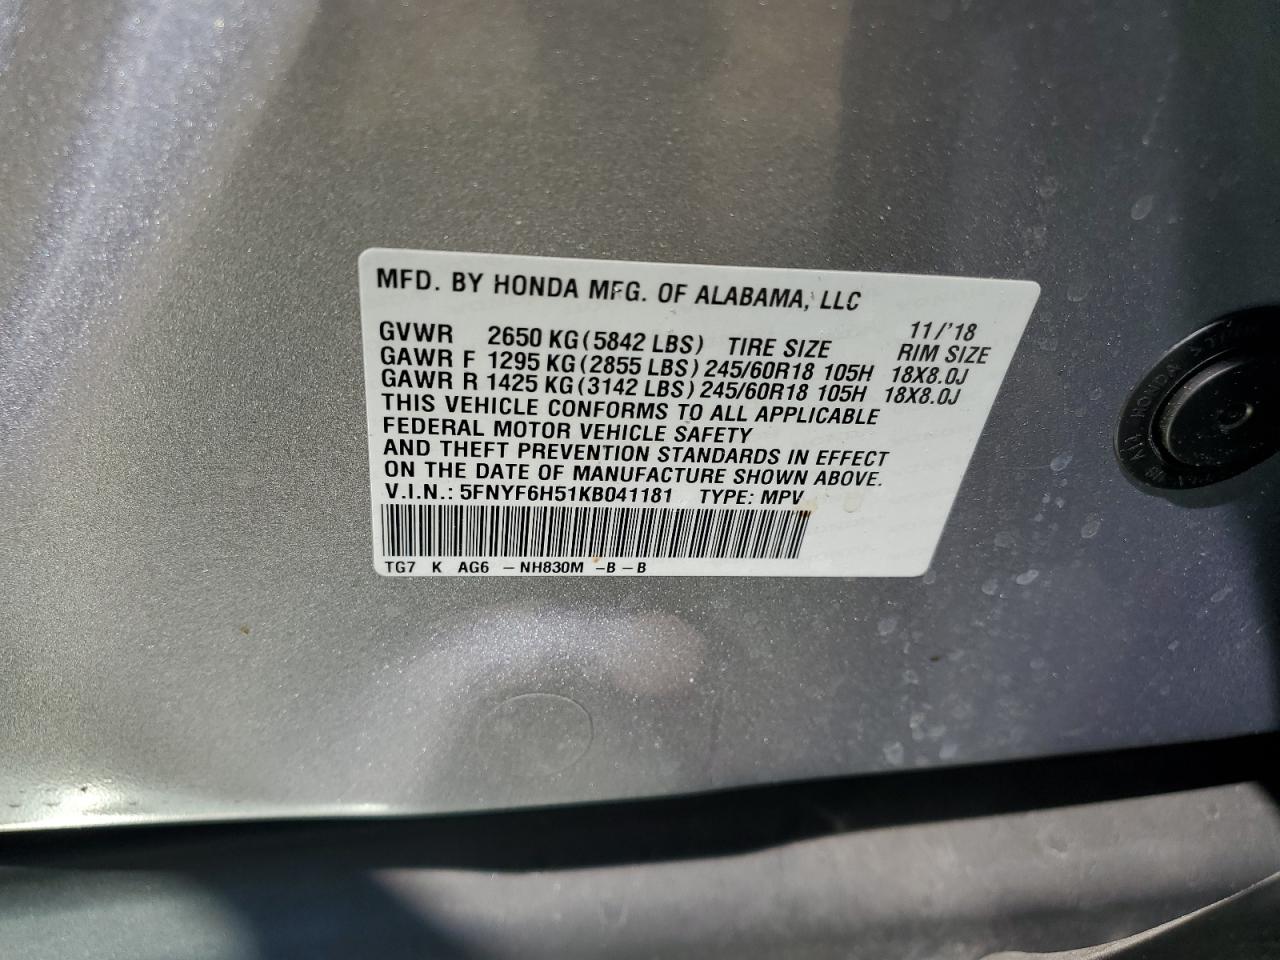 MFD. BY HONDA MFG. OF ALABAMA, LLC
11/'18
GVWR 2650 KG (5842 LBS) TIRE SIZE RIM SIZE
GAWR F 1295 KG (2855 LBS) 245/60R18 105H 18X8.0J
GAWR R 1425 KG (3142 LBS) 245/60R18 105H 18X8.0J
THIS VEHICLE CONFORMS TO ALL APPLICABLE
FEDERAL MOTOR VEHICLE SAFETY
AND THEFT PREVENTION STANDARDS IN EFFECT
ON THE DATE OF MANUFACTURE SHOWN ABOVE.
V.I.N.: 5FNYF6H51KB041181 TYPE: MPV
TG7 K AG6 – NH830M –B – B
HONDA